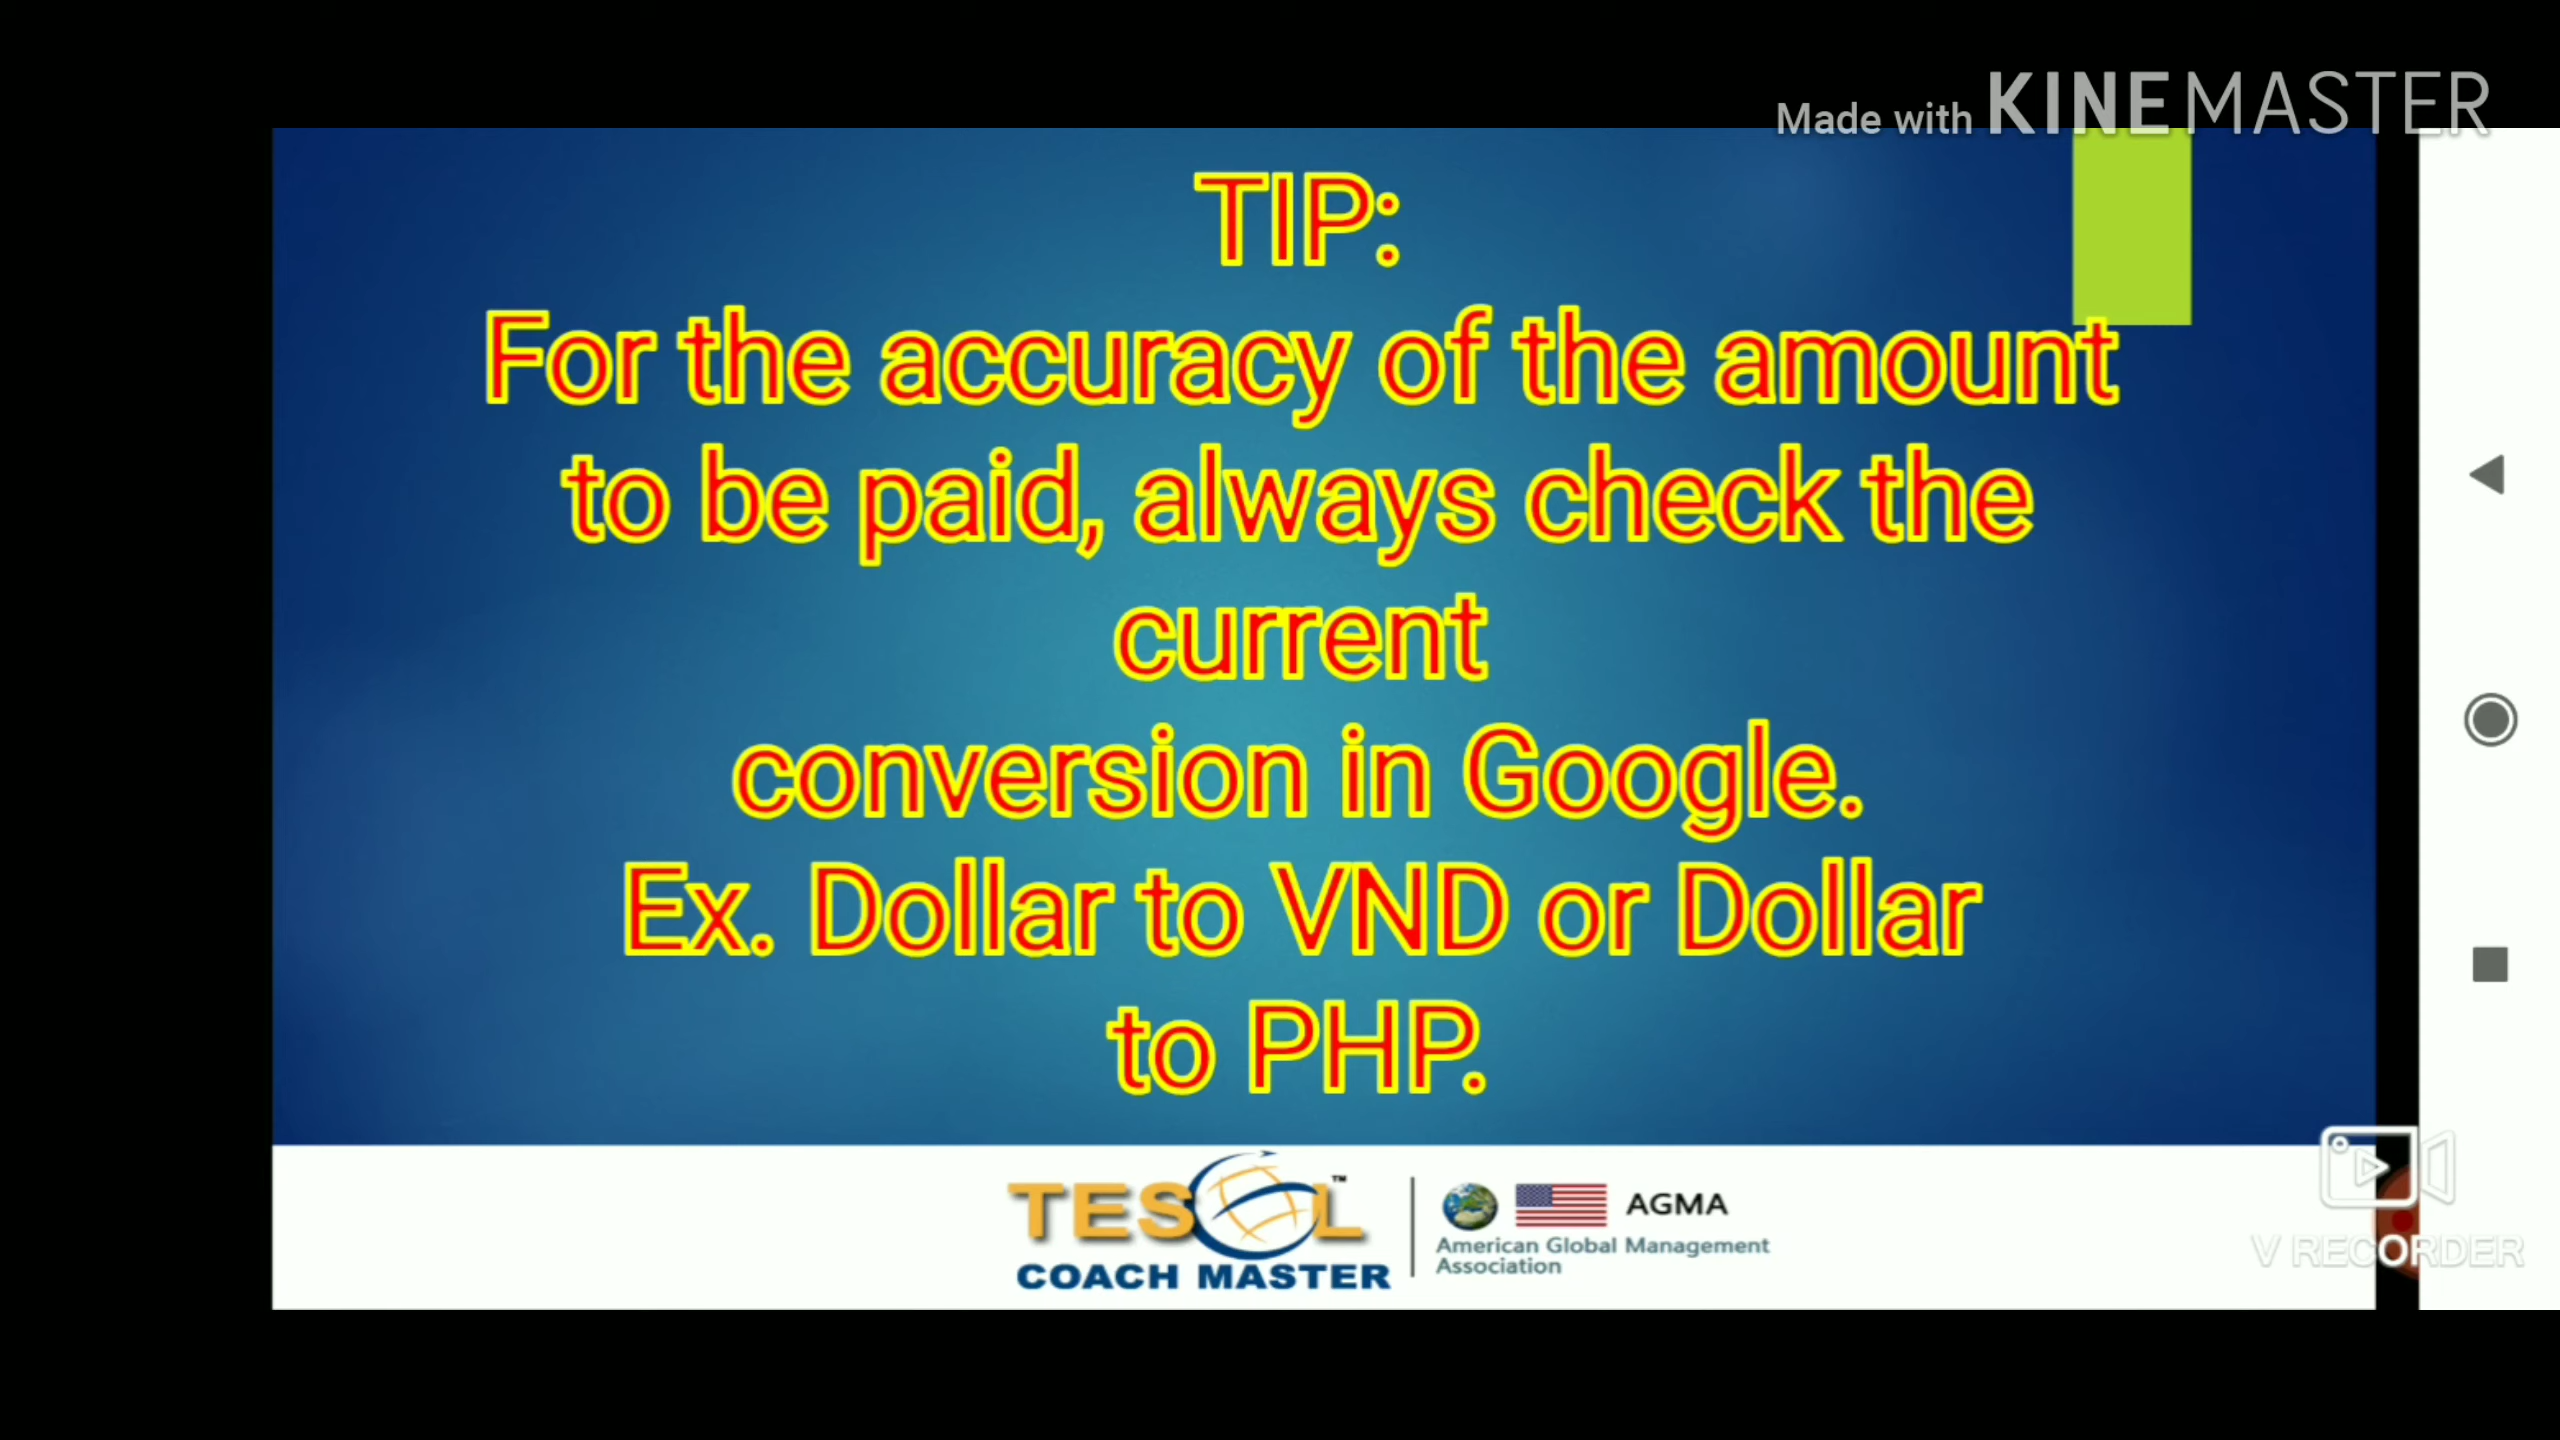 Made with KINEMASTER
TIP:
For the accuracy of the amount
to be paid, always check the
current
conversion in Google.
Ex. Dollar to VND or Dollar
to PHP.
TESOL™
COACH MASTER
AGMA
American Global Management
Association
V RECORDER